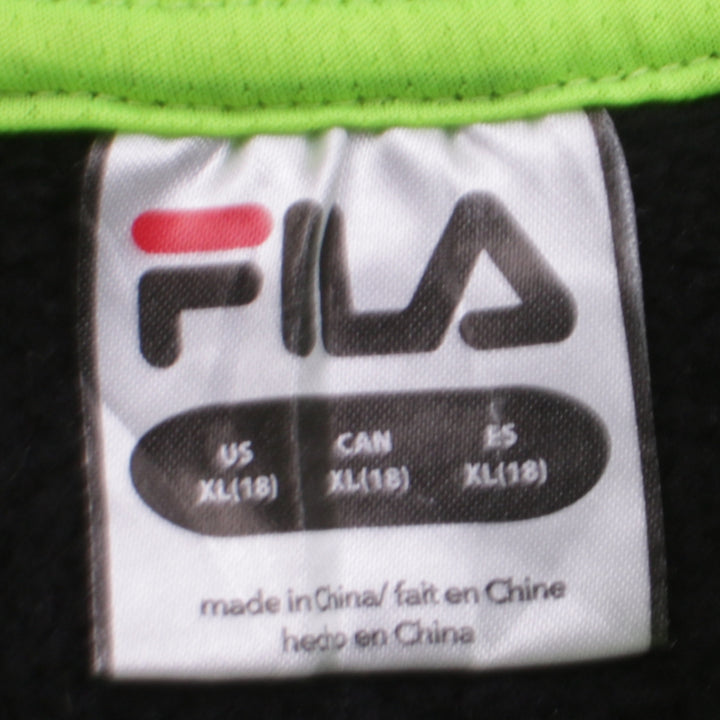 FILA
US CAN ES
XL(18) XL(18) XL(18)
made in China/ fait en Chine
hecho en China